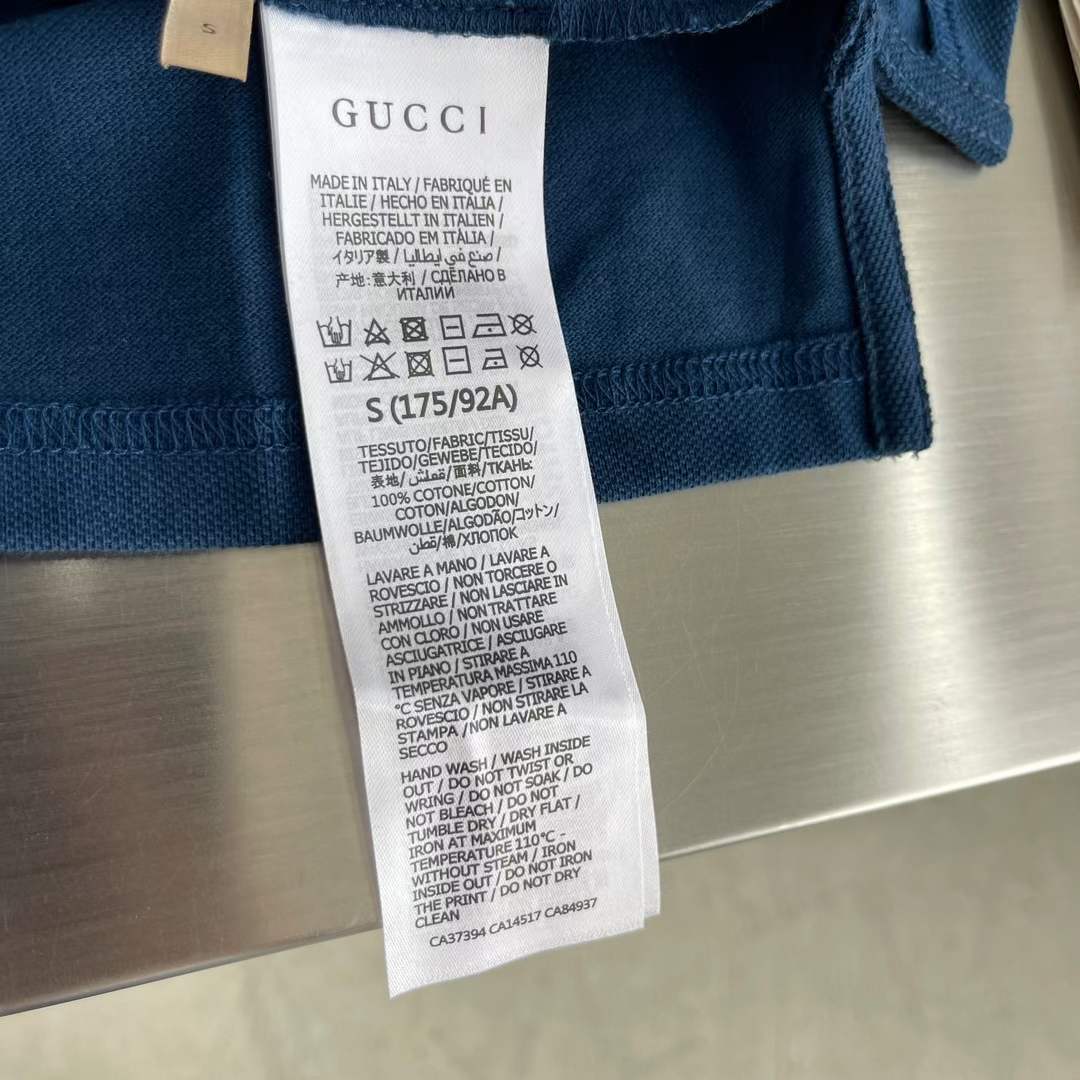 S
GUCCI
MADE IN ITALY / FABRIQUÉ EN
ITALIE / HECHO EN ITALIA /
HERGESTELLT IN ITALIEN /
FABRICADO EM ITÀLIA /
イタリア製 / صنع في ايطاليا /
产地: 意大利 / СДЕЛАНО В
ИТАЛИИ
S (175/92A)
TESSUTO/FABRIC/TISSU/
TEJIDO/GEWEBE/TECIDO/
表地/قملش/面料/ТКАНЬ:
100% COTONE/COTTON/
COTON/ALGODON/
BAUMWOLLE/ALGODÃO/コットン/
قطن/棉/ХЛОПОК
LAVARE A MANO / LAVARE A
ROVESCIO / NON TORCERE O
STRIZZARE / NON LASCIARE IN
AMMOLLO / NON TRATTARE
CON CLORO / NON USARE
ASCIUGATRICE / ASCIUGARE
IN PIANO / STIRARE A
TEMPERATURA MASSIMA 110
°C SENZA VAPORE / STIRARE A
ROVESCIO / NON STIRARE LA
STAMPA /NON LAVARE A
SECCO
HAND WASH / WASH INSIDE
OUT / DO NOT TWIST OR
WRING / DO NOT SOAK / DO
NOT BLEACH / DO NOT
TUMBLE DRY / DRY FLAT /
IRON AT MAXIMUM
TEMPERATURE 110°C -
WITHOUT STEAM / IRON
INSIDE OUT / DO NOT IRON
THE PRINT / DO NOT DRY
CLEAN
CA37394 CA14517 CA84937